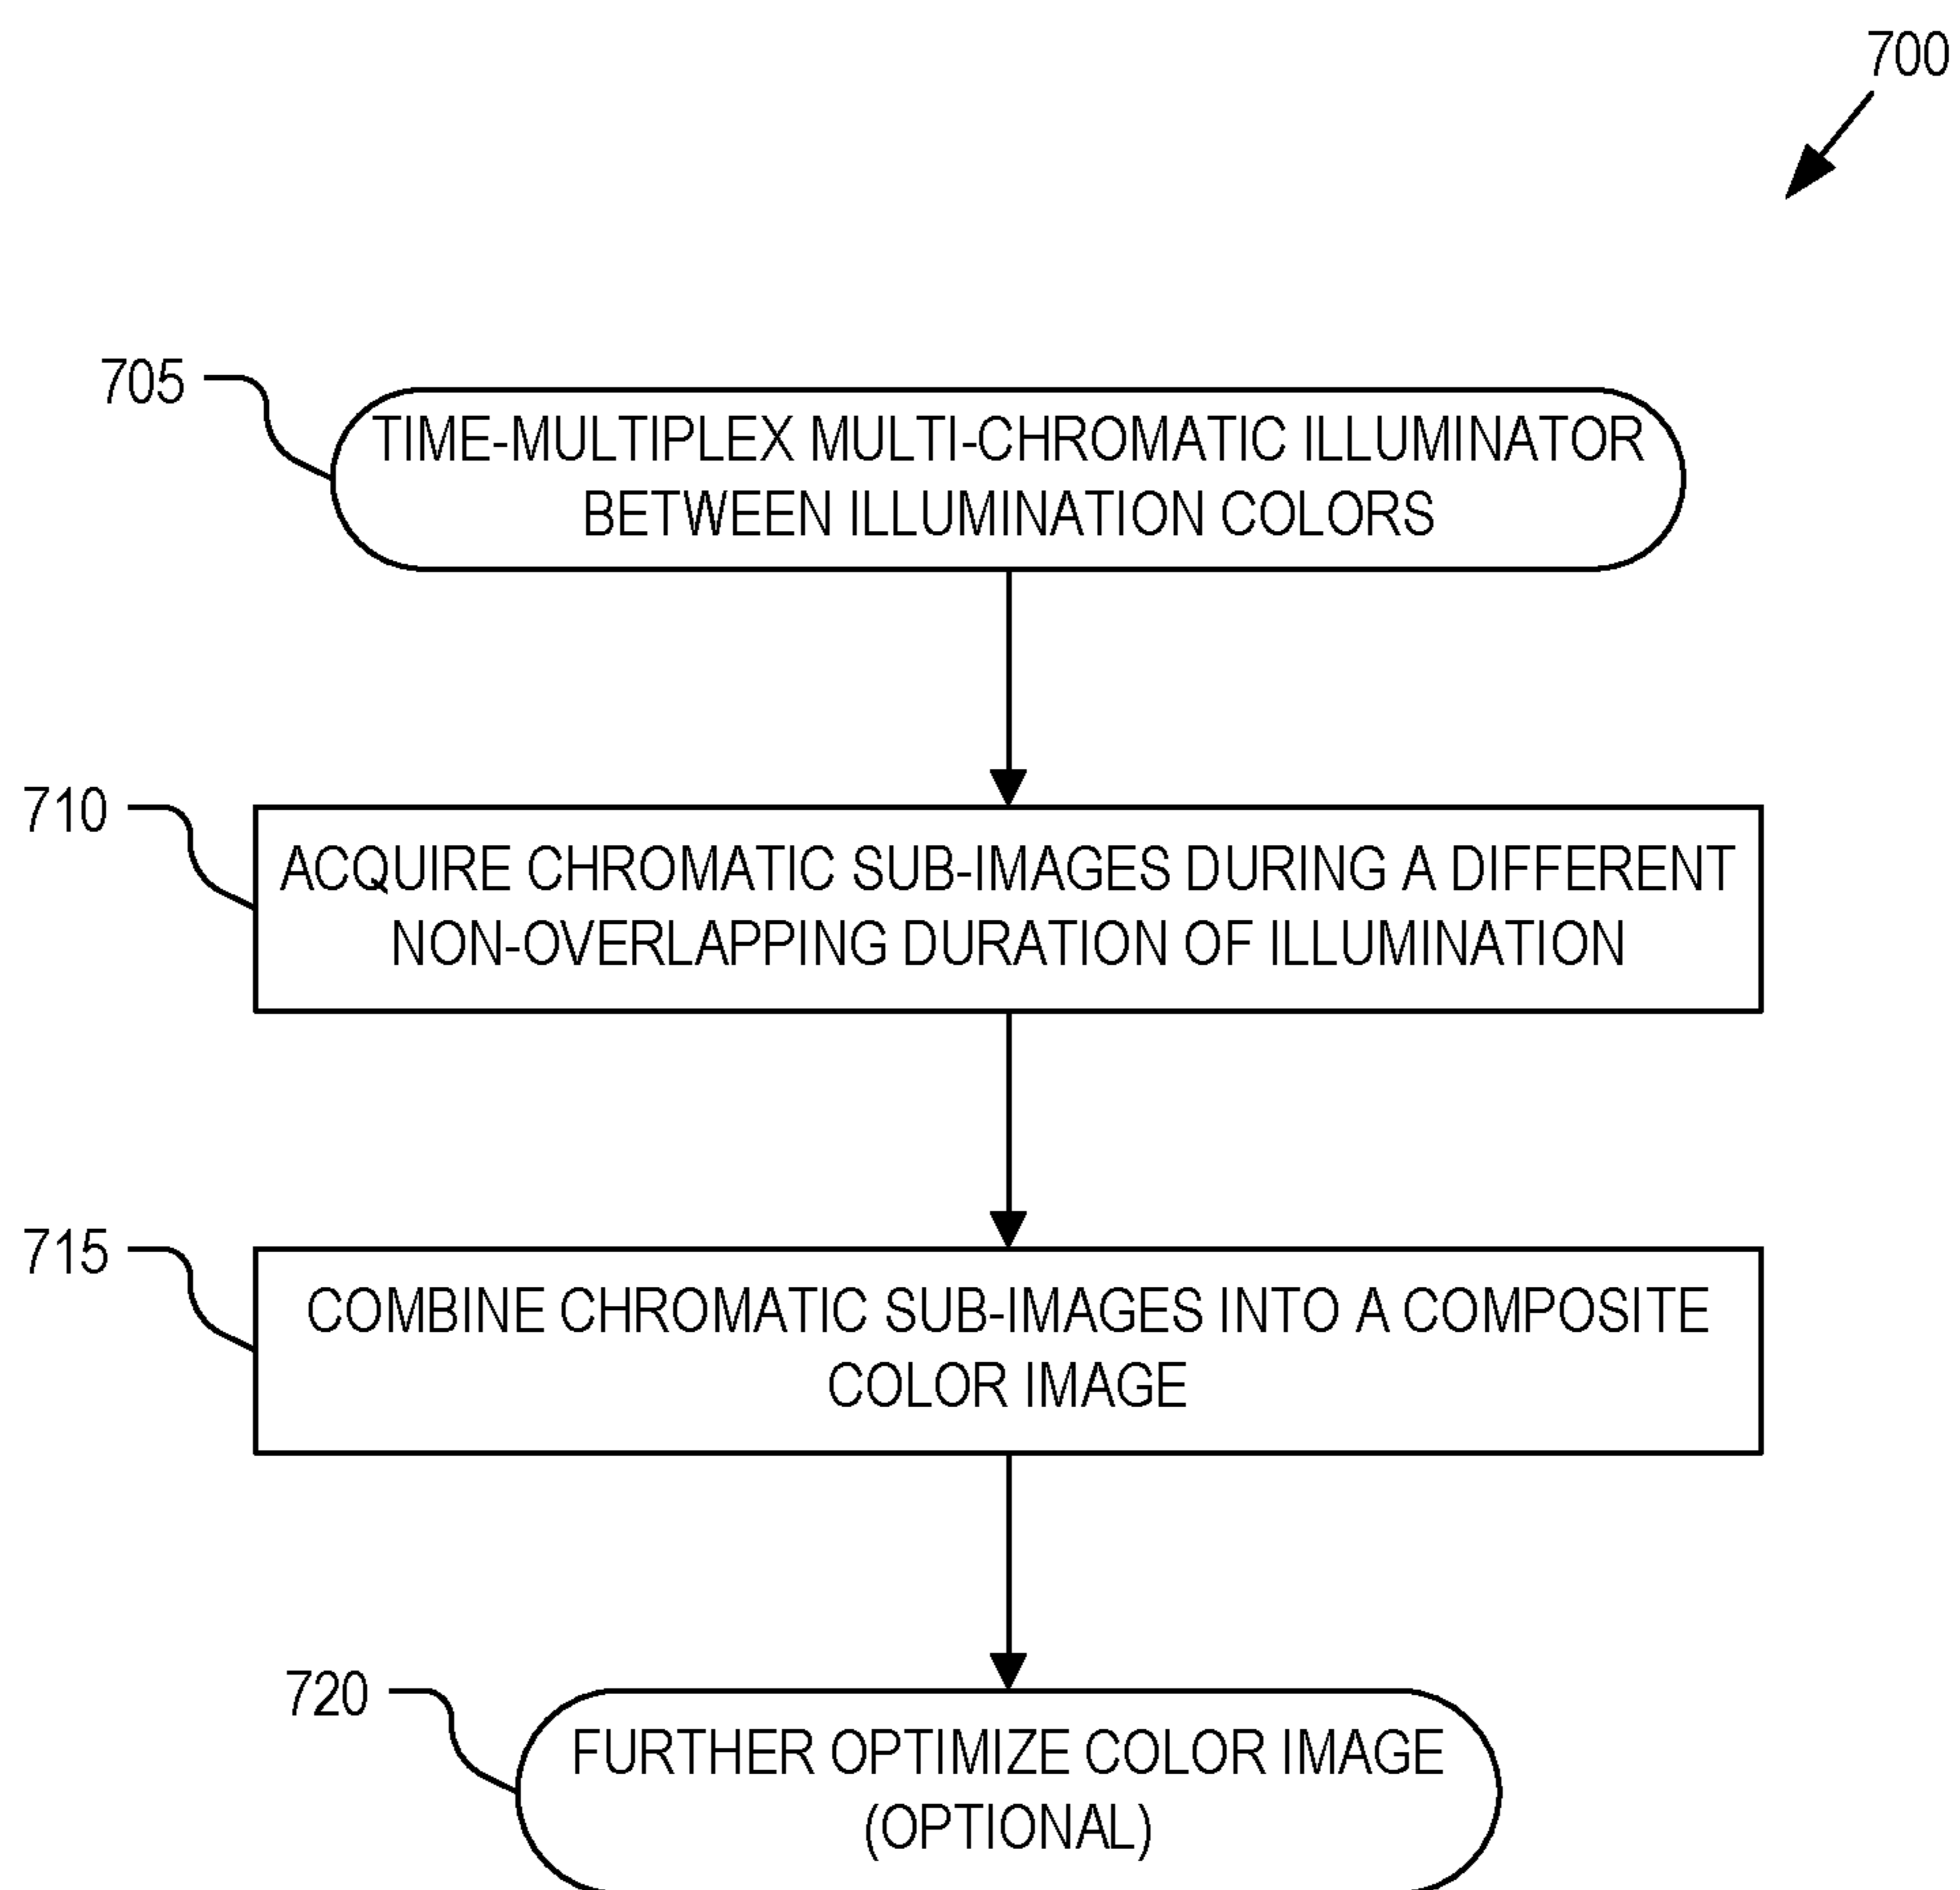 700
705
TIME-MULTIPLEX MULTI-CHROMATIC ILLUMINATOR
BETWEEN ILLUMINATION COLORS
710
ACQUIRE CHROMATIC SUB-IMAGES DURING A DIFFERENT
NON-OVERLAPPING DURATION OF ILLUMINATION
715
COMBINE CHROMATIC SUB-IMAGES INTO A COMPOSITE
COLOR IMAGE
720
FURTHER OPTIMIZE COLOR IMAGE
(OPTIONAL)